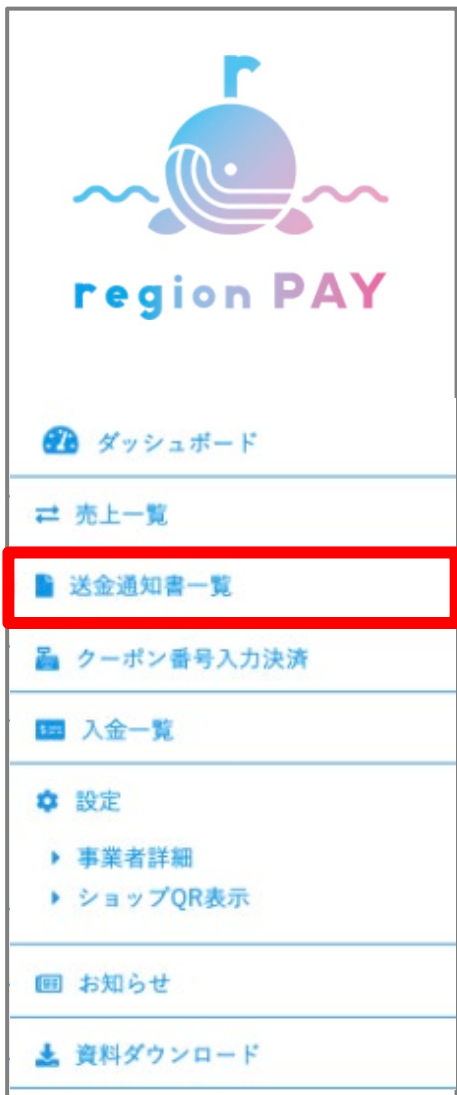 r
region PAY
ダッシュボード
売上一覧
送金通知書一覧
クーポン番号入力決済
入金一覧
設定
事業者詳細
ショップQR表示
お知らせ
資料ダウンロード